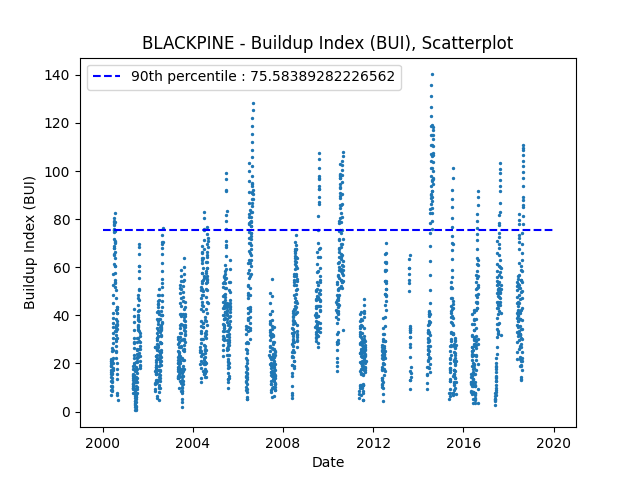 BLACKPINE - Buildup Index (BUI), Scatterplot
90th percentile : 75.58389282226562
140
120
100
80
60
40
20
0
Buildup Index (BUI)
2000 2004 2008 2012 2016 2020
Date